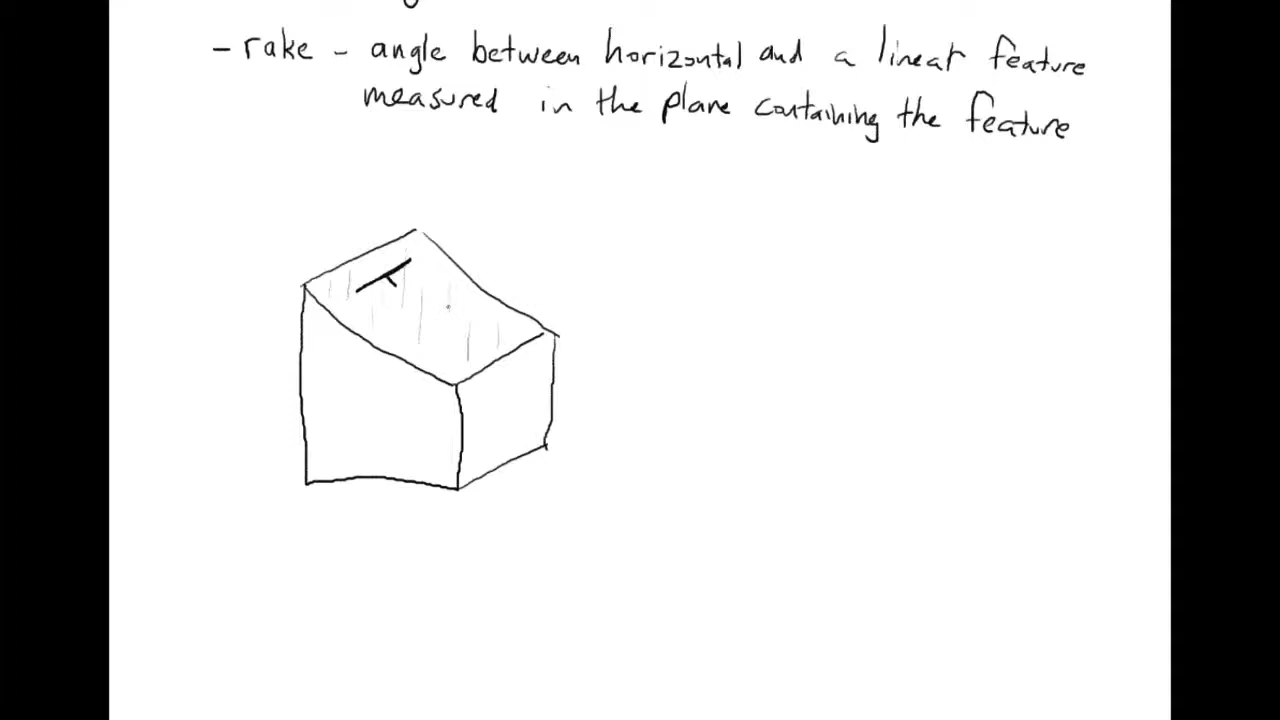 - rake - angle between horizontal and a linear feature
measured in the plane containing the feature